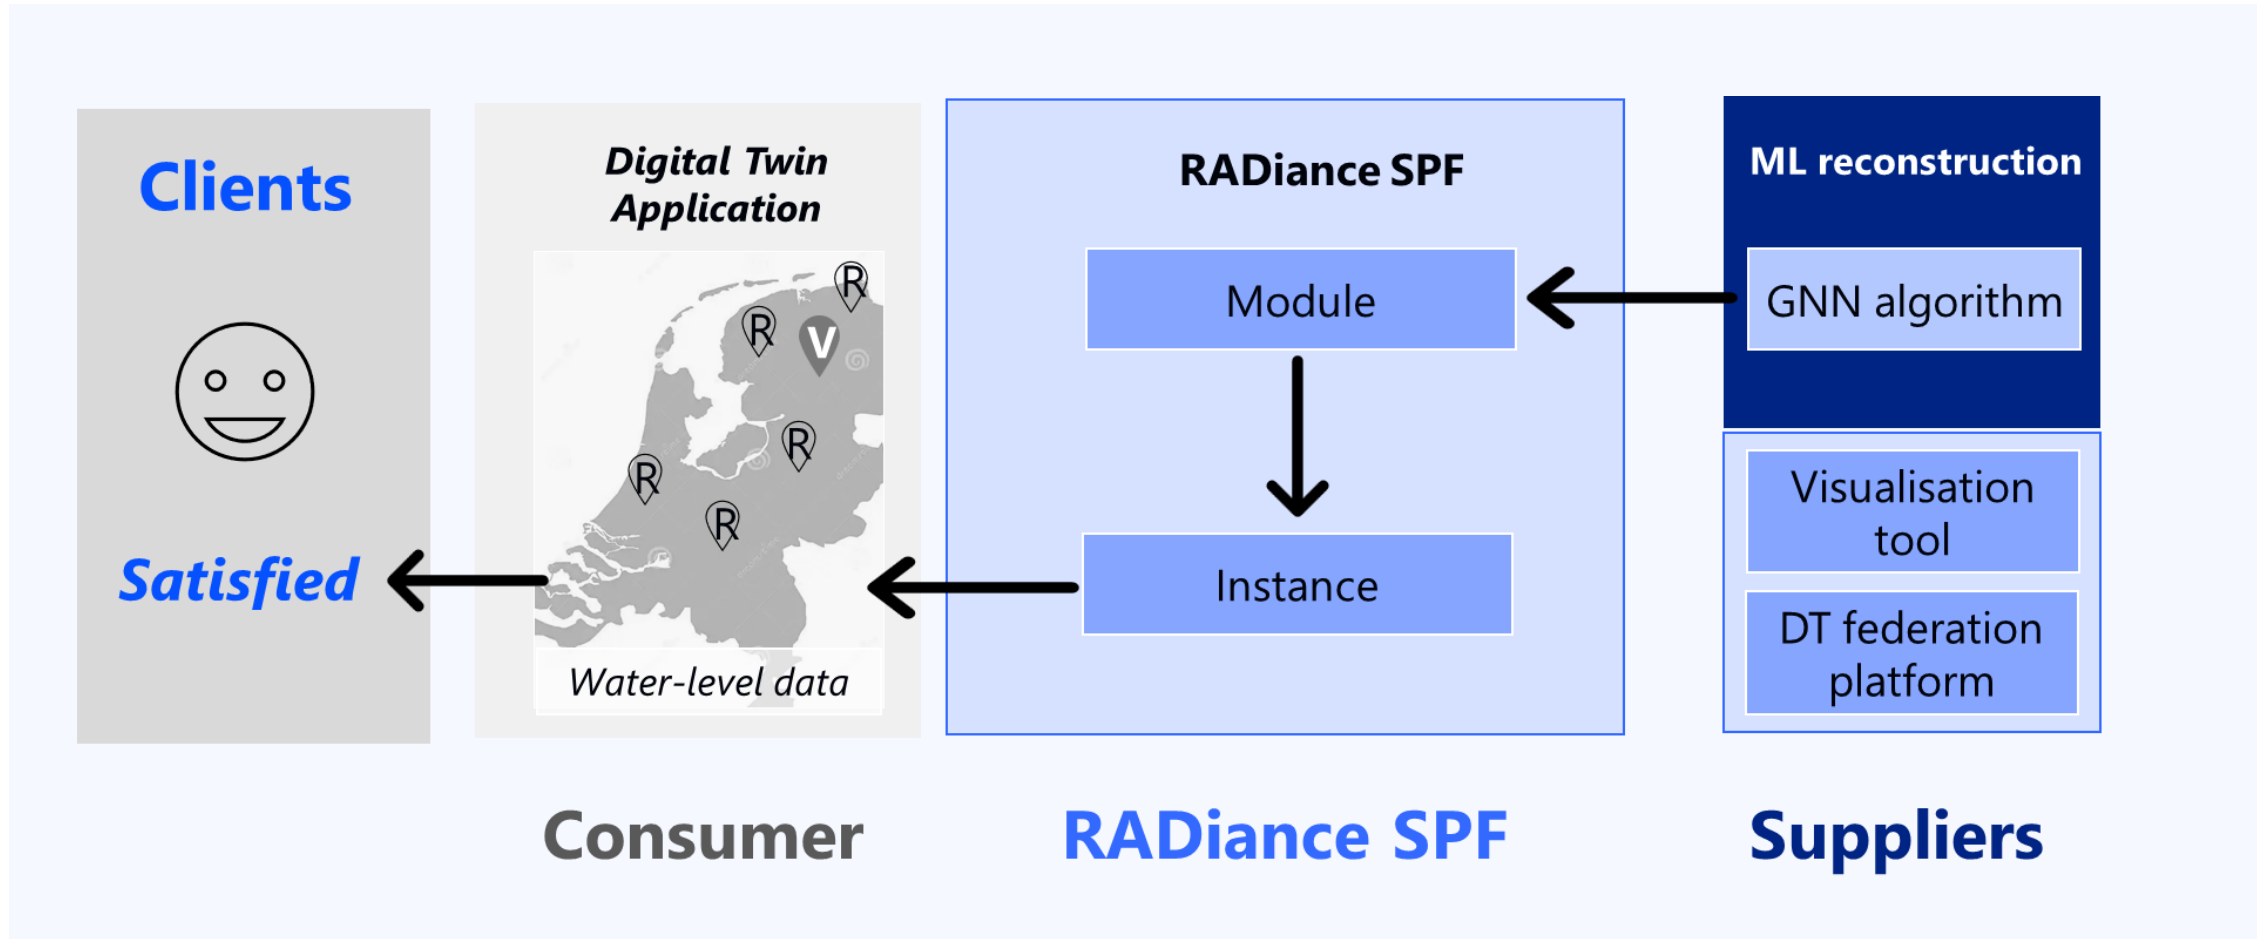 Clients
Satisfied
Digital Twin
Application
R
R
V
R
R
R
Water-level data
RADiance SPF
Module
Instance
ML reconstruction
GNN algorithm
Visualisation
tool
DT federation
platform
Consumer
RADiance SPF
Suppliers